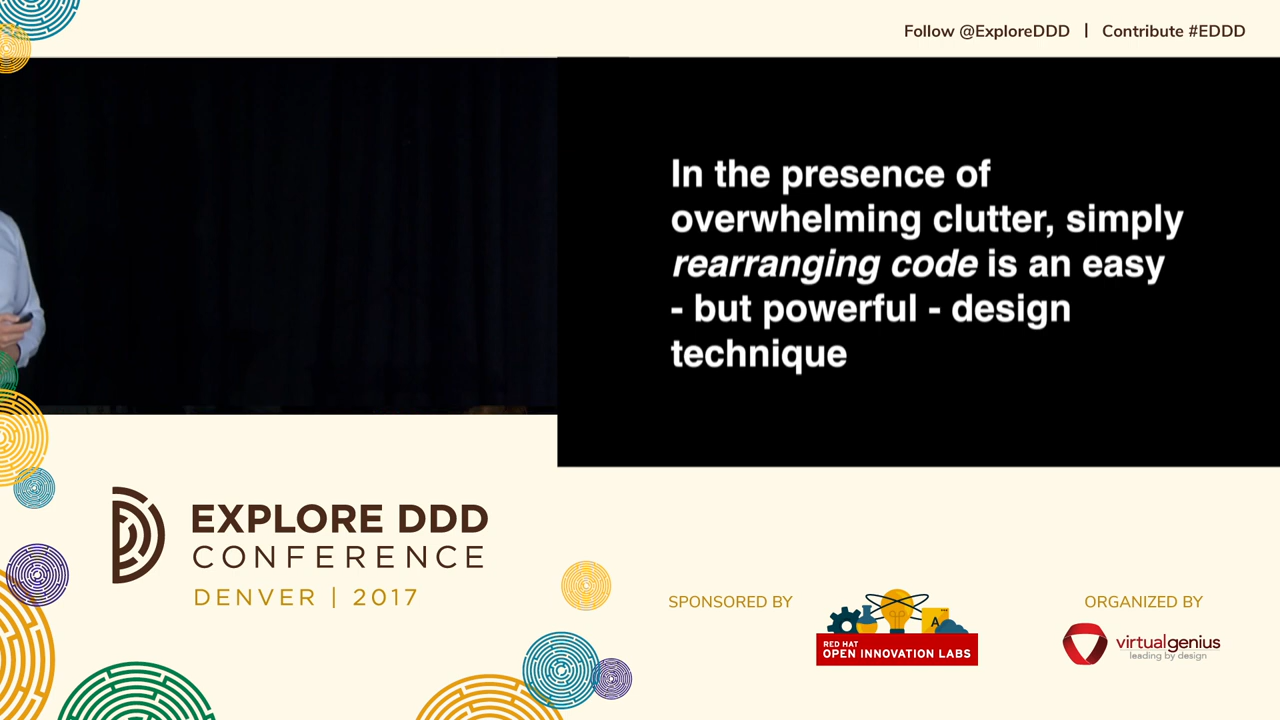 Follow @ExploreDDD | Contribute #EDDD
In the presence of
overwhelming clutter, simply
rearranging code is an easy
- but powerful - design
technique
EXPLORE DDD
CONFERENCE
DENVER | 2017
SPONSORED BY
A
RED HAT
OPEN INNOVATION LABS
ORGANIZED BY
virtualgenius
leading by design